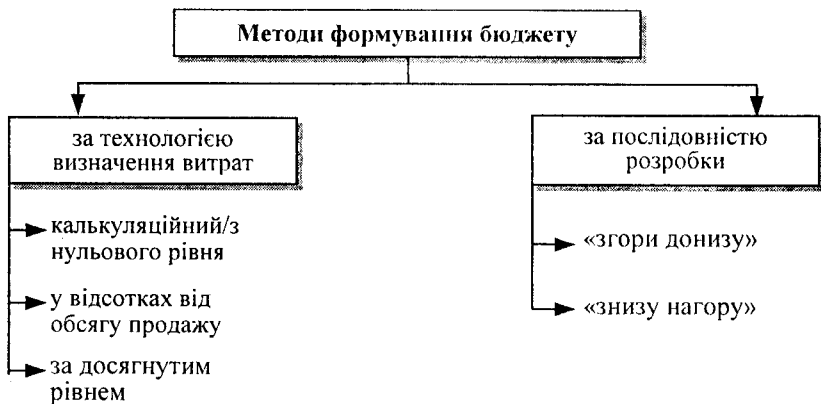 Методи формування бюджету
за технологією
визначення витрат
калькуляційний/з
нульового рівня
у відсотках від
обсягу продажу
за досягнутим
рівнем
за послідовністю
розробки
«згори донизу»
«знизу нагору»